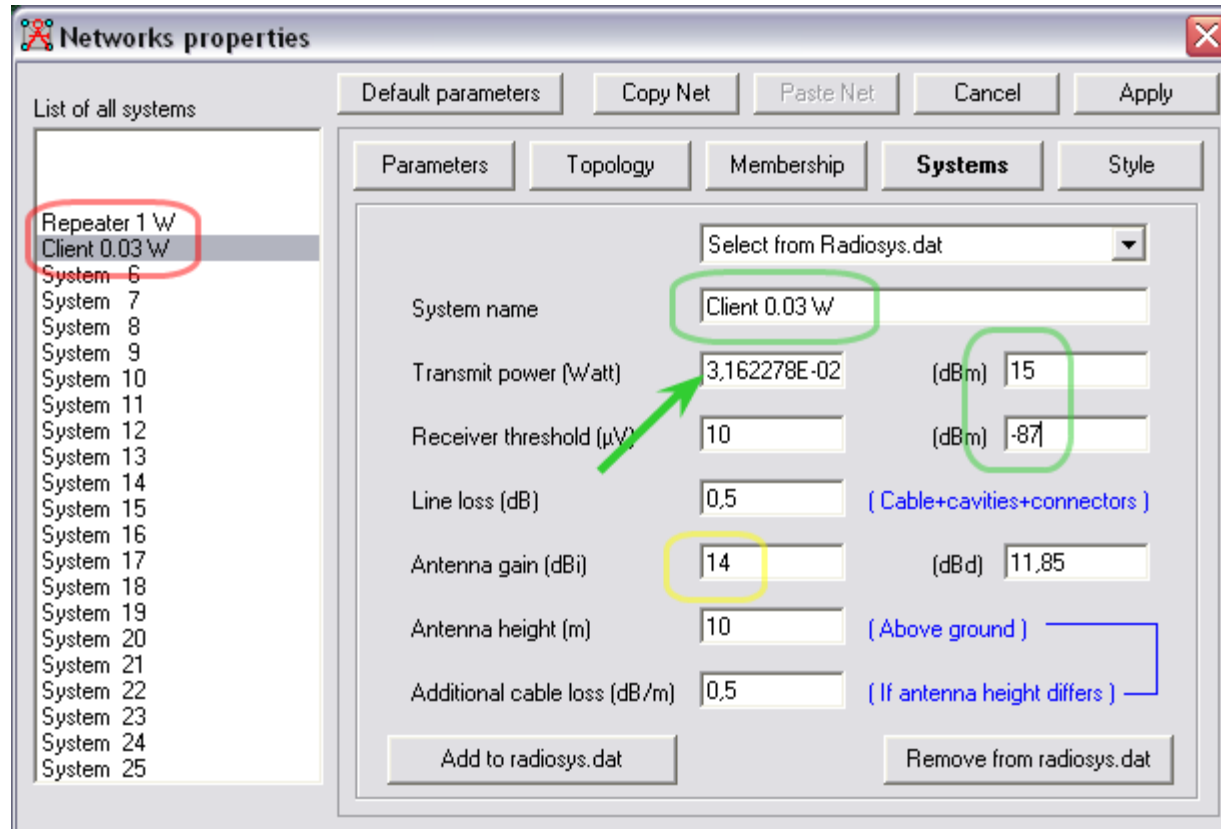 Networks properties
List of all systems
Default parameters
Copy Net
Paste Net
Cancel
Apply
Parameters
Topology
Membership
Systems
Style
Repeater 1 W
Client 0.03 W
System 6
System 7
System 8
System 9
System 10
System 11
System 12
System 13
System 14
System 15
System 16
System 17
System 18
System 19
System 20
System 21
System 22
System 23
System 24
System 25
Select from Radiosys.dat
System name Client 0.03 W
Transmit power (Watt) 3,162278E-02 (dBm) 15
Receiver threshold (µV) 10 (dBm) -87
Line loss (dB) 0,5 ( Cable+cavities+connectors )
Antenna gain (dBi) 14 (dBd) 11,85
Antenna height (m) 10 ( Above ground )
Additional cable loss (dB/m) 0,5 ( If antenna height differs )
Add to radiosys.dat
Remove from radiosys.dat